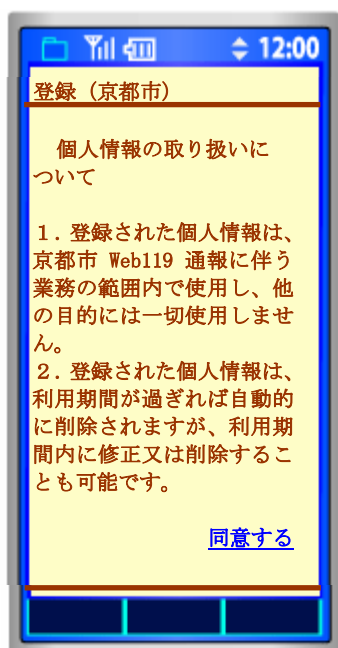 12:00
登録（京都市）
個人情報の取り扱いに
ついて
１．登録された個人情報は、
京都市 Web119 通報に伴う
業務の範囲内で使用し、他
の目的には一切使用しませ
ん。
２．登録された個人情報は、
利用期間が過ぎれば自動的
に削除されますが、利用期
間内に修正又は削除するこ
とも可能です。
同意する